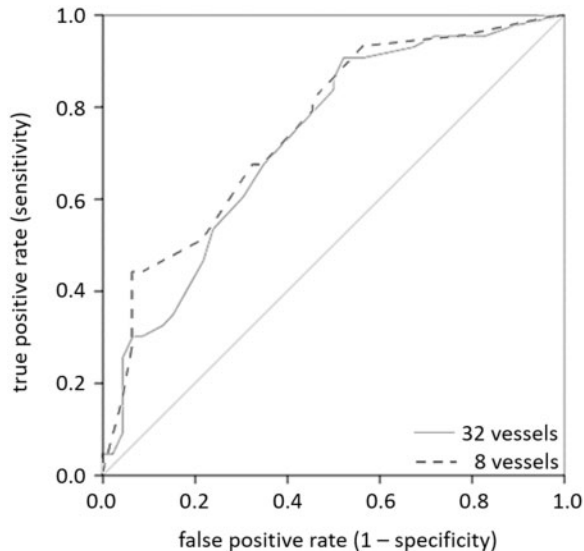 1.0
0.8
0.6
0.4
0.2
0.0
true positive rate (sensitivity)
32 vessels
8 vessels
0.0 0.2 0.4 0.6 0.8 1.0
false positive rate (1 – specificity)